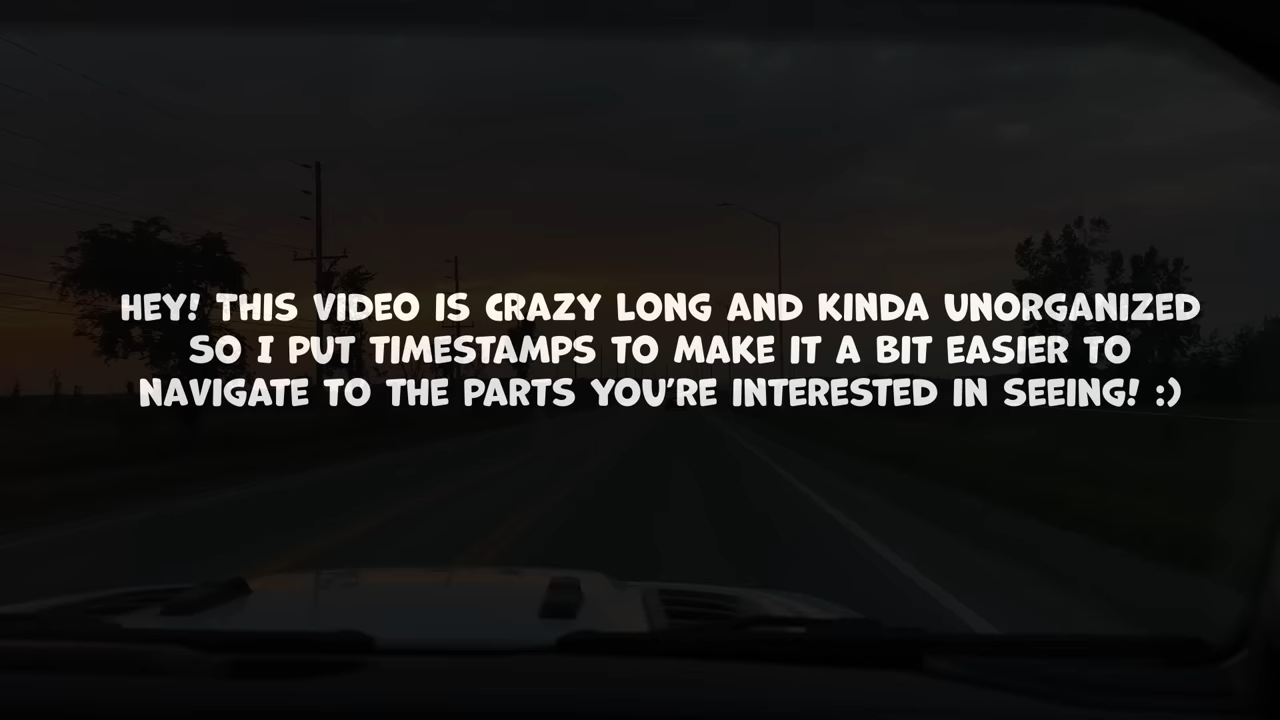 HEY! THIS VIDEO IS CRAZY LONG AND KINDA UNORGANIZED
SO I PUT TIMESTAMPS TO MAKE IT A BIT EASIER TO
NAVIGATE TO THE PARTS YOU'RE INTERESTED IN SEEING! :)